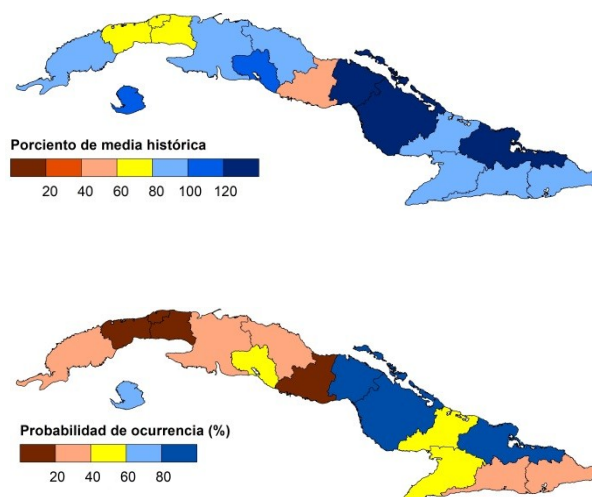 Porciento de media histórica
20 40 60 80 100 120
Probabilidad de ocurrencia (%)
20 40 60 80